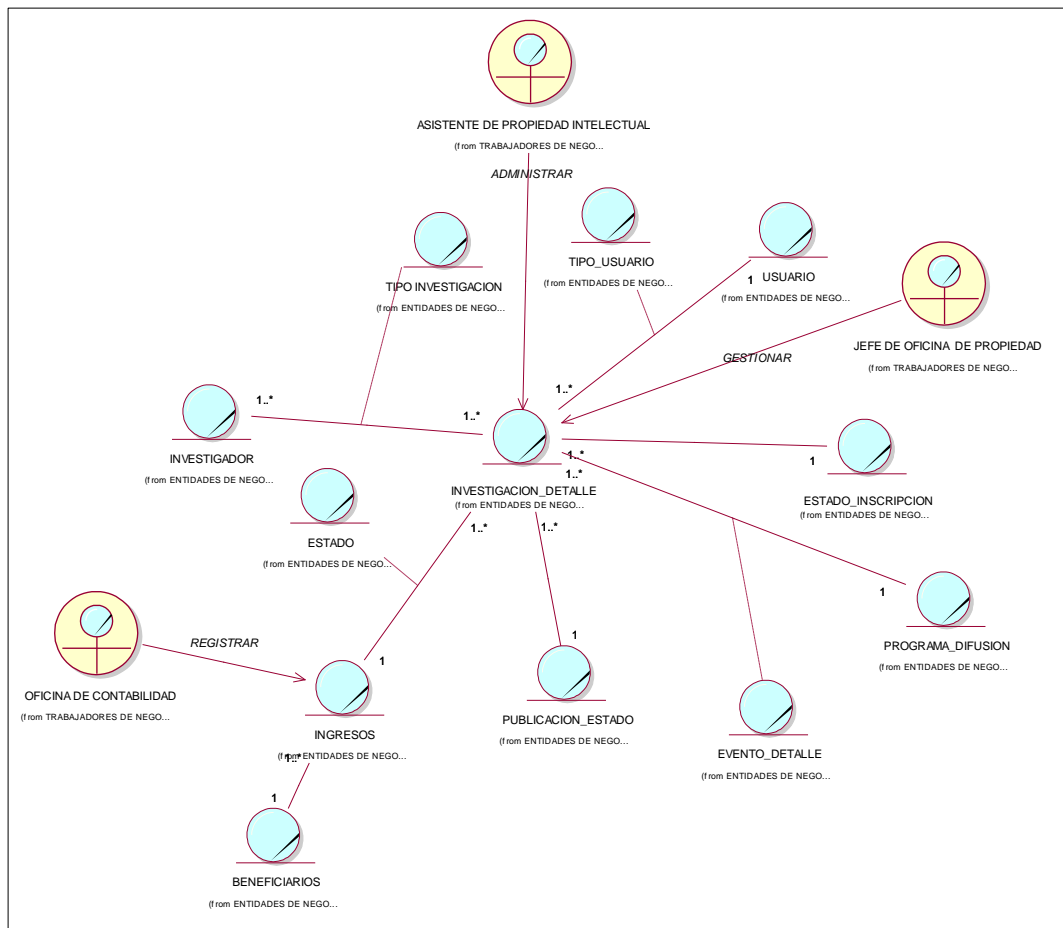 ASISTENTE DE PROPIEDAD INTELECTUAL
(from TRABAJADORES DE NEGO...
ADMINISTRAR
TIPO INVESTIGACION
(from ENTIDADES DE NEGO...
TIPO_USUARIO
(from ENTIDADES DE NEGO...
1
USUARIO
(from ENTIDADES DE NEGO...
JEFE DE OFICINA DE PROPIEDAD
(from TRABAJADORES DE NEGO...
GESTIONAR
1..*
1..*
1..*
INVESTIGADOR
(from ENTIDADES DE NEGO...
INVESTIGACION_DETALLE
(from ENTIDADES DE NEGO...
1..*
1..*
1
ESTADO_INSCRIPCION
(from ENTIDADES DE NEGO...
ESTADO
(from ENTIDADES DE NEGO...
1..*
1..*
1
PROGRAMA_DIFUSION
(from ENTIDADES DE NEGO...
REGISTRAR
OFICINA DE CONTABILIDAD
(from TRABAJADORES DE NEGO...
1
INGRESOS
(from ENTIDADES DE NEGO...
1
PUBLICACION_ESTADO
(from ENTIDADES DE NEGO...
EVENTO_DETALLE
(from ENTIDADES DE NEGO...
1..*
1
BENEFICIARIOS
(from ENTIDADES DE NEGO...